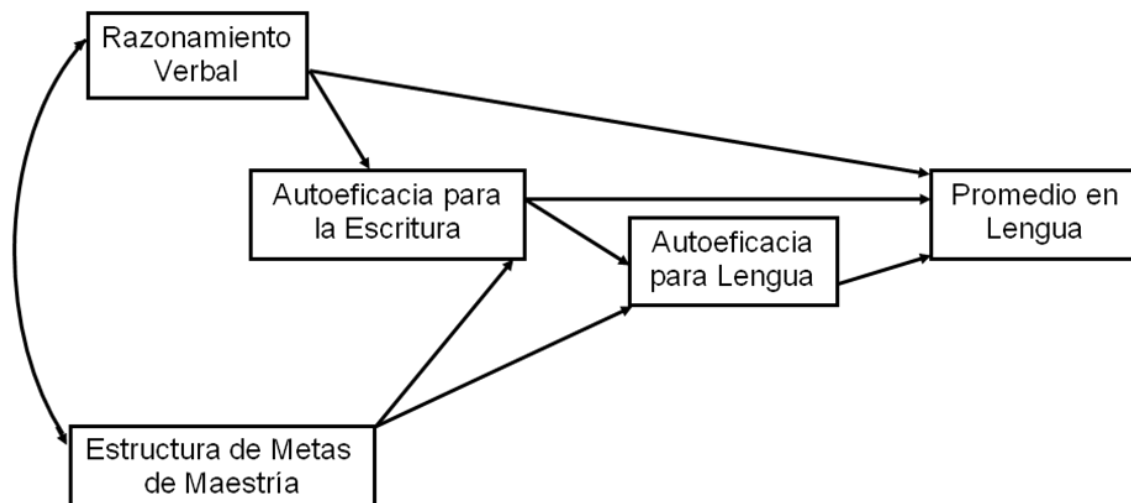 Razonamiento
Verbal
Autoeficacia para
la Escritura
Autoeficacia
para Lengua
Promedio en
Lengua
Estructura de Metas
de Maestría